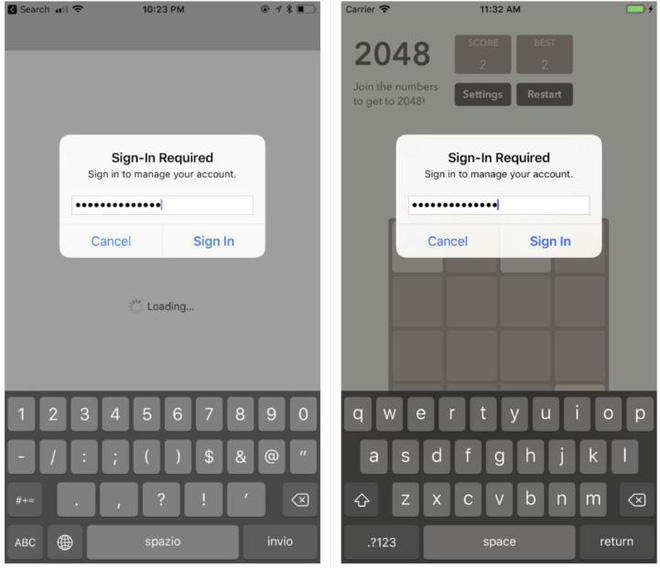 Search 10:23 PM
Sign-In Required
Sign in to manage your account.
••••••••••••••
Cancel Sign In
Loading...
1 2 3 4 5 6 7 8 9 0
- / : ; ( ) $ & @ "
#+= . , ? ! ’
ABC spazio invio
Carrier 11:32 AM
2048
SCORE
2
BEST
2
Join the numbers
to get to 2048!
Settings Restart
Sign-In Required
Sign in to manage your account.
••••••••••••••
Cancel Sign In
q w e r t y u i o p
a s d f g h j k l
z x c v b n m
.?123 space return